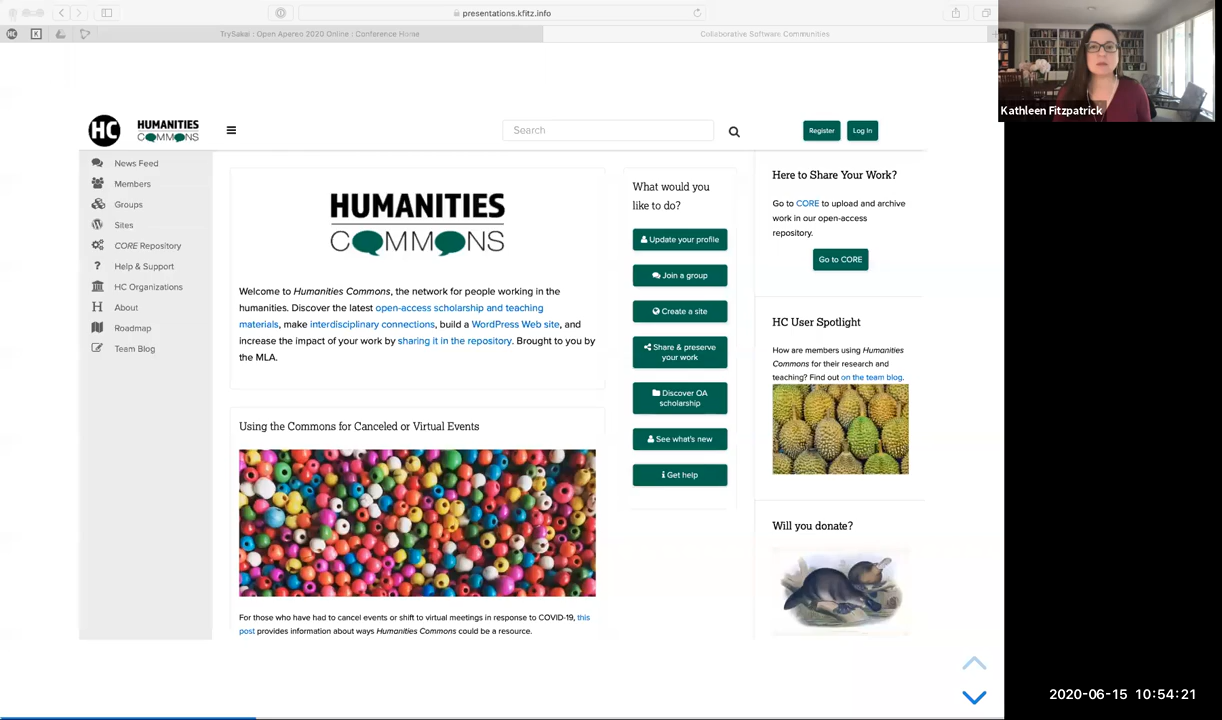 presentations.kfitz.info
TrySakai : Open Apereo 2020 Online : Conference Home
Collaborative Software Communities
Kathleen Fitzpatrick
HC
HUMANITIES
COMMONS
Search
Register
Log In
News Feed
Members
Groups
Sites
CORE Repository
Help & Support
HC Organizations
About
Roadmap
Team Blog
HUMANITIES
COMMONS
Welcome to Humanities Commons, the network for people working in the
humanities. Discover the latest open-access scholarship and teaching
materials, make interdisciplinary connections, build a WordPress Web site, and
increase the impact of your work by sharing it in the repository. Brought to you by
the MLA.
Using the Commons for Canceled or Virtual Events
For those who have had to cancel events or shift to virtual meetings in response to COVID-19, this
post provides information about ways Humanities Commons could be a resource.
What would you
like to do?
Update your profile
Join a group
Create a site
Share & preserve
your work
Discover OA
scholarship
See what's new
Get help
Here to Share Your Work?
Go to CORE to upload and archive
work in our open-access
repository.
Go to CORE
HC User Spotlight
How are members using Humanities
Commons for their research and
teaching? Find out on the team blog.
Will you donate?
2020-06-15 10:54:21